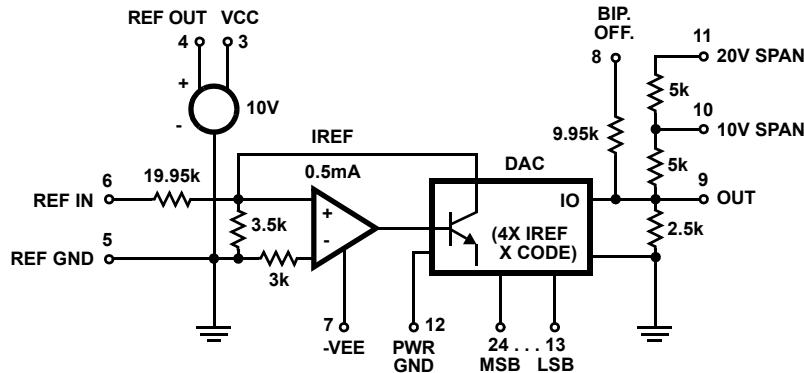 REF OUT VCC
4 3
+
-
10V
BIP.
OFF.
8
11
20V SPAN
5k
10
10V SPAN
9.95k
5k
9
OUT
2.5k
IREF
0.5mA
DAC
6
19.95k
REF IN
+
-
3.5k
IO
(4X IREF
X CODE)
5
REF GND
3k
7
-VEE
12
PWR
GND
24 . . . 13
MSB LSB